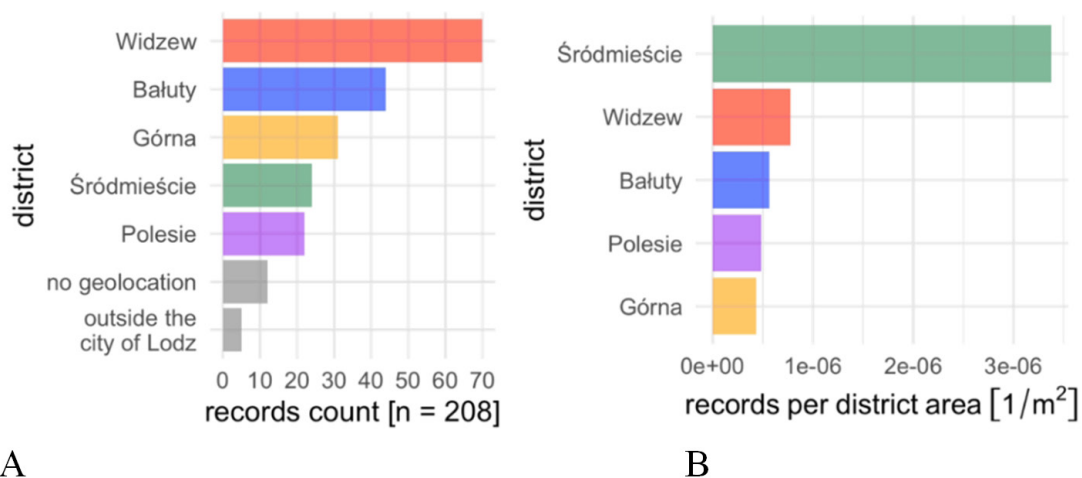 Widzew
Bałuty
Górna
Śródmieście
Polesie
no geolocation
outside the
city of Lodz
district
0 10 20 30 40 50 60 70
records count [n = 208]
A
Śródmieście
Widzew
Bałuty
Polesie
Górna
district
0e+00 1e-06 2e-06 3e-06
records per district area [1/m²]
B